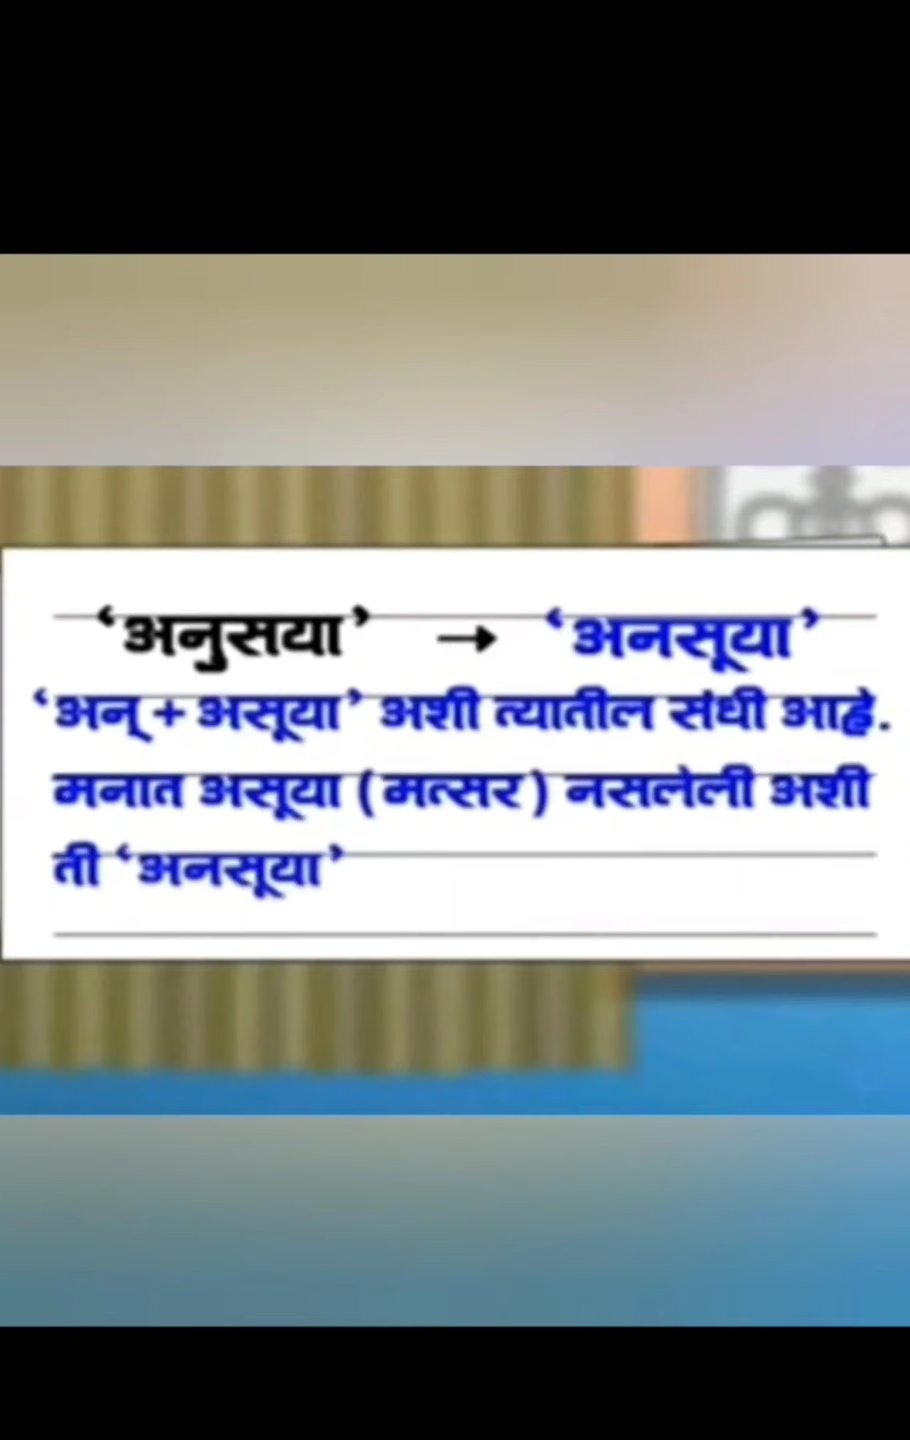 ‘अनुसया’ → ‘अनसूया’
‘अन् + असूया’ अशी त्यातील संधी आहे.
मनात असूया ( मत्सर ) नसलेली अशी
ती ‘अनसूया’